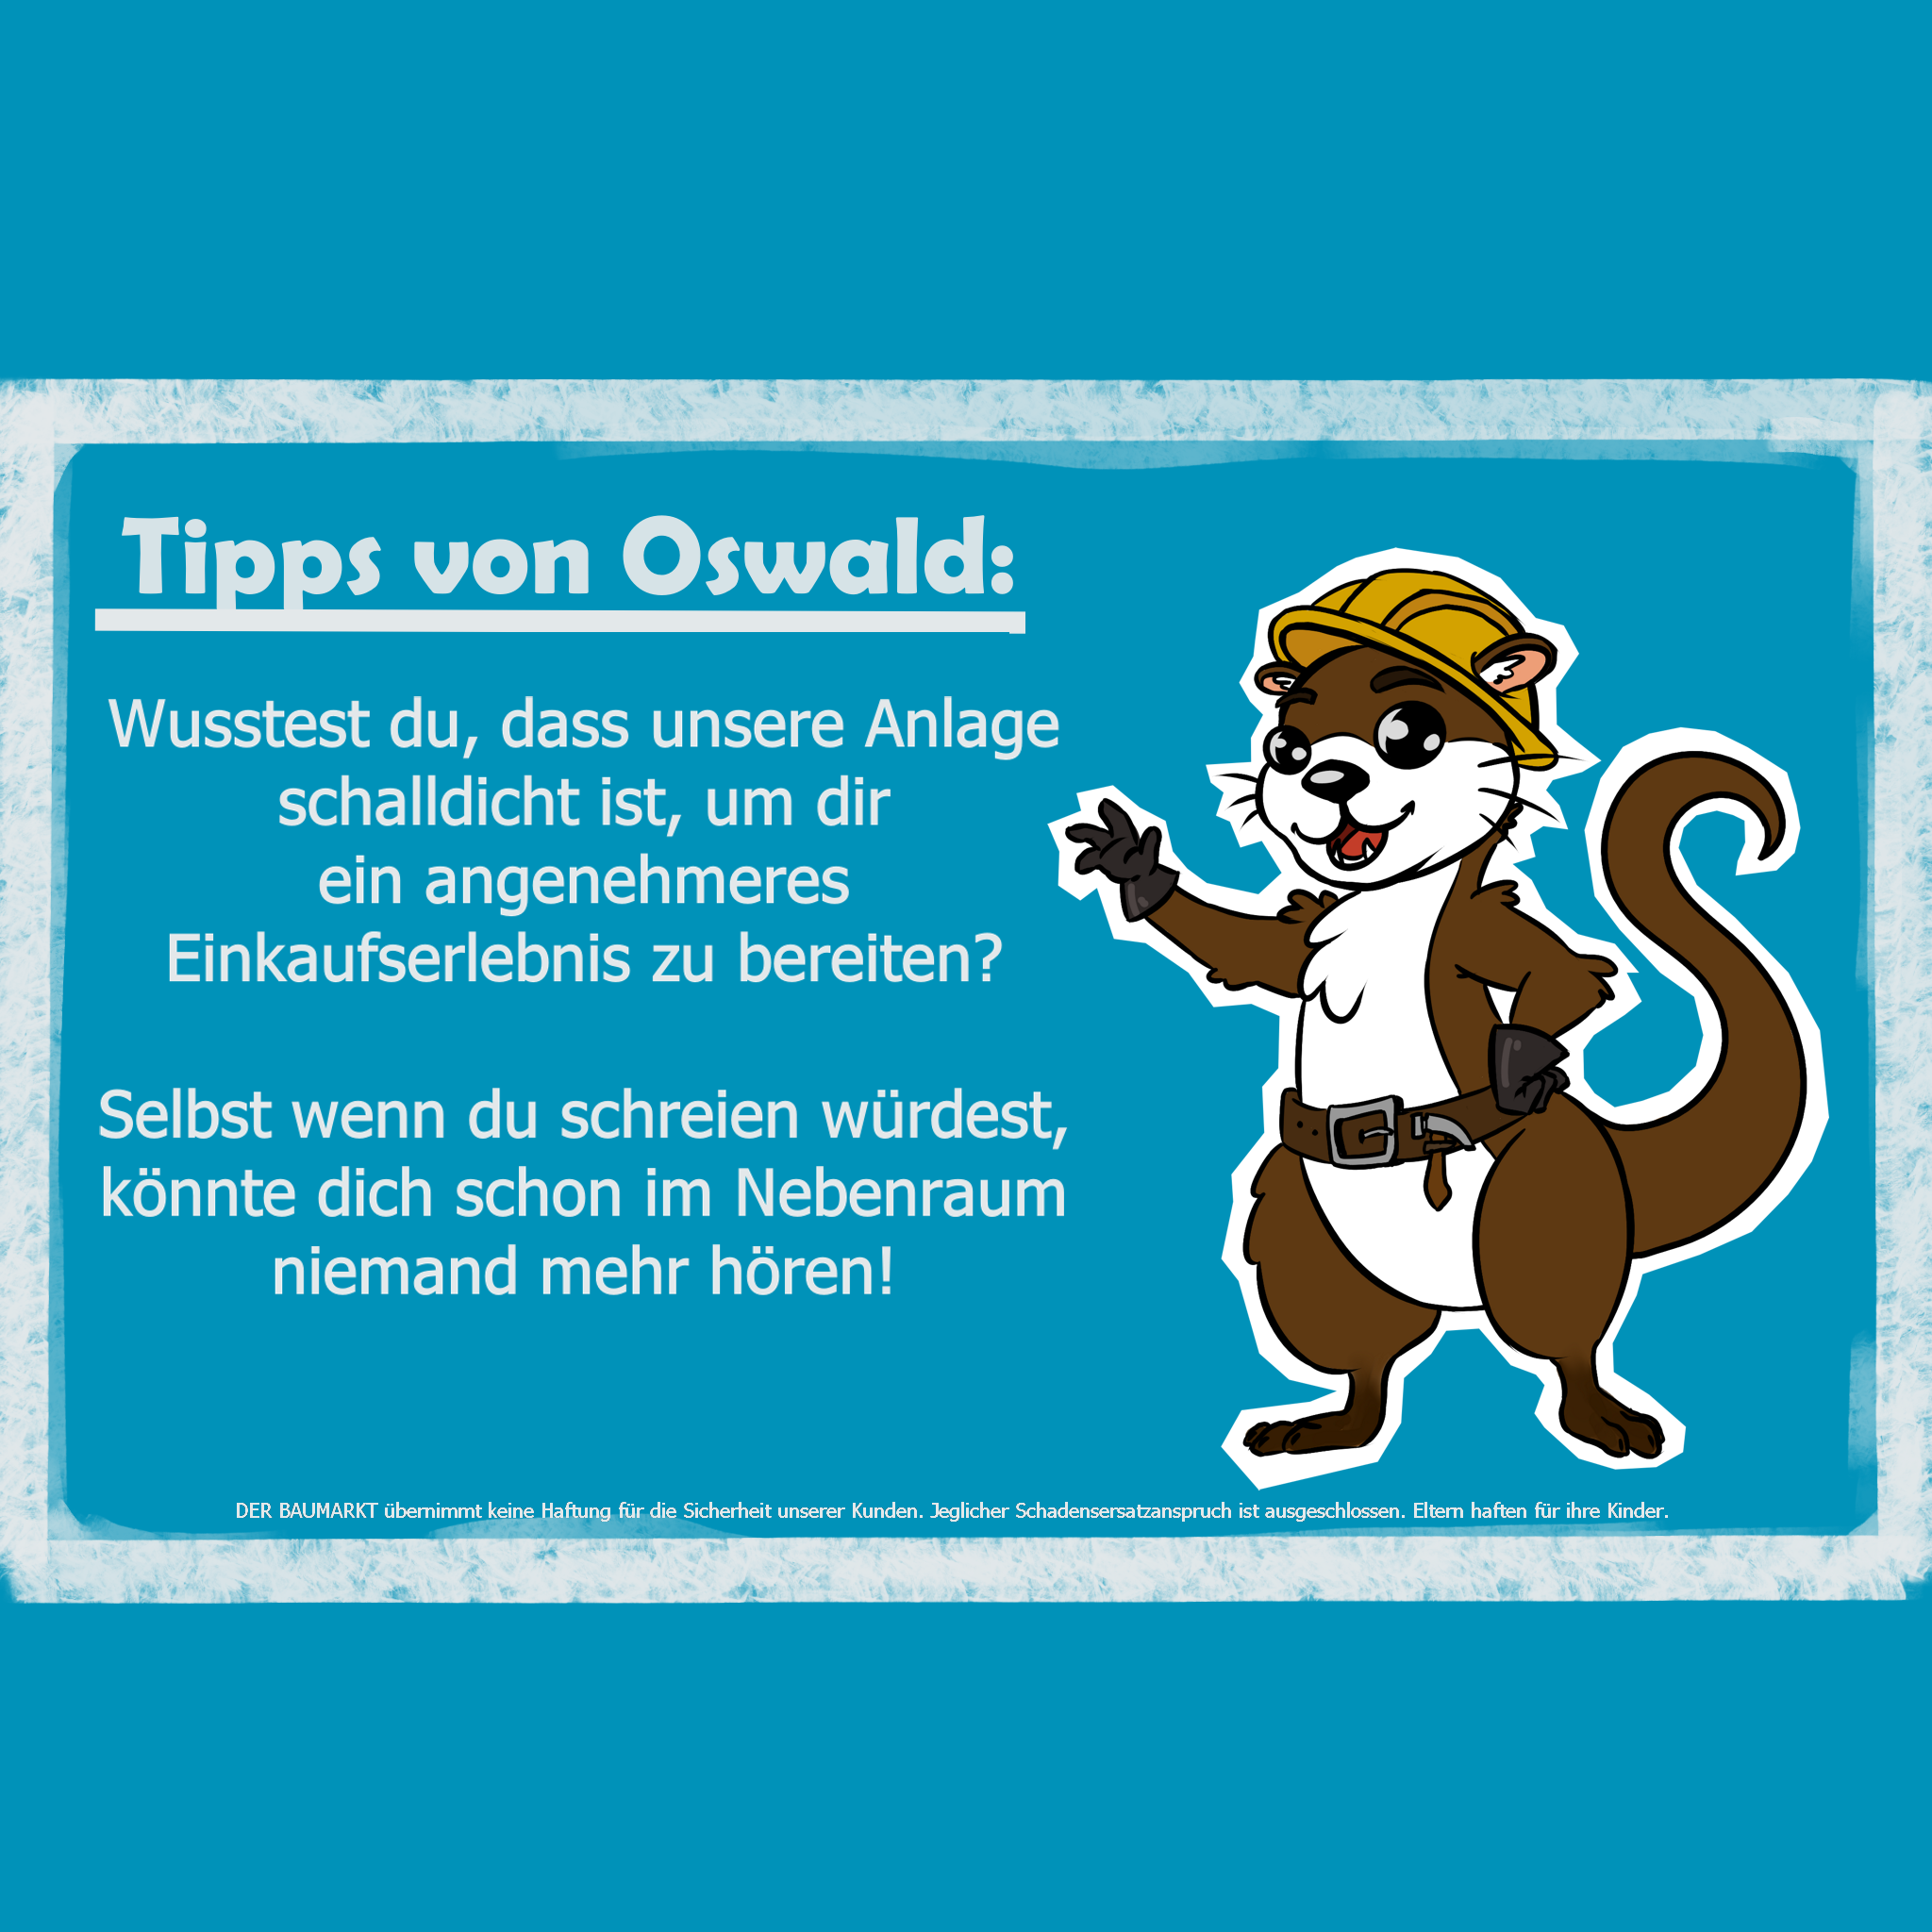 Tipps von Oswald:
Wusstest du, dass unsere Anlage
schalldicht ist, um dir
ein angenehmeres
Einkaufserlebnis zu bereiten?
Selbst wenn du schreien würdest,
könnte dich schon im Nebenraum
niemand mehr hören!
DER BAUMARKT übernimmt keine Haftung für die Sicherheit unserer Kunden. Jeglicher Schadensersatzanspruch ist ausgeschlossen. Eltern haften für ihre Kinder.